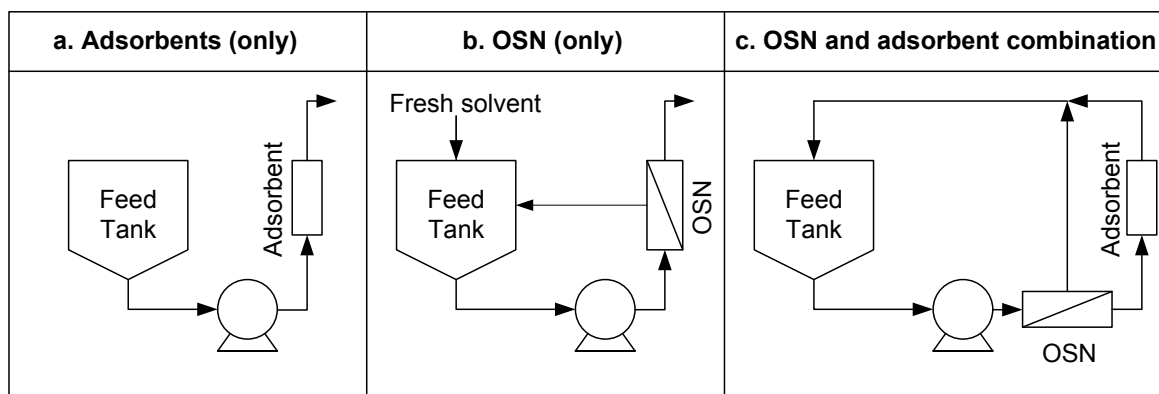 a. Adsorbents (only)
b. OSN (only)
c. OSN and adsorbent combination
Feed
Tank
Adsorbent
Fresh solvent
Feed
Tank
OSN
Feed
Tank
Adsorbent
OSN